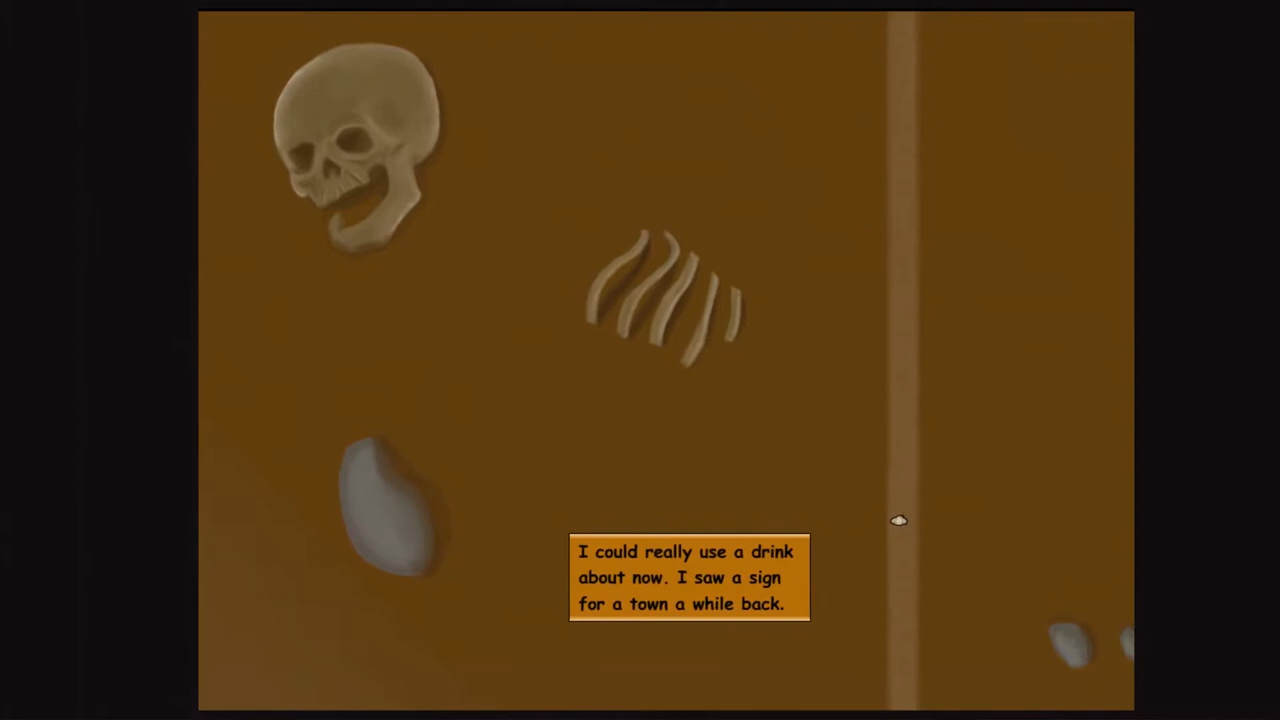 I could really use a drink
about now. I saw a sign
for a town a while back.